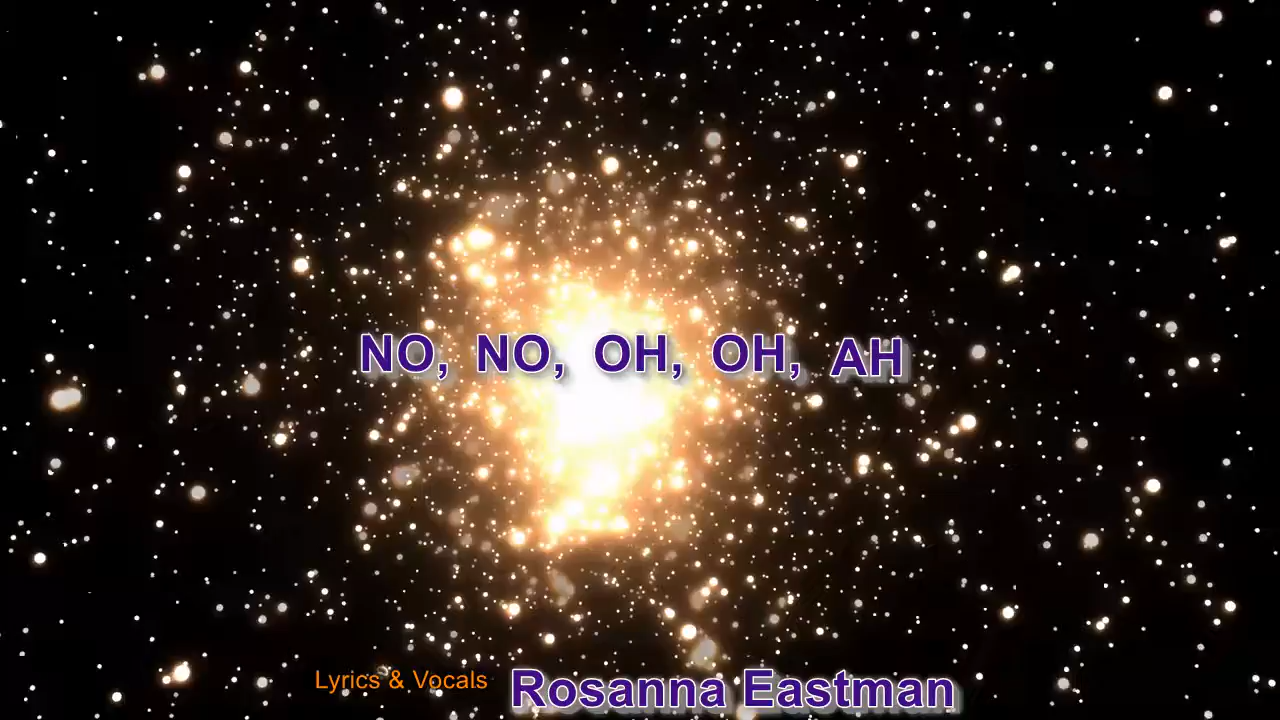 NO, NO, OH, OH, AH
Lyrics & Vocals Rosanna Eastman